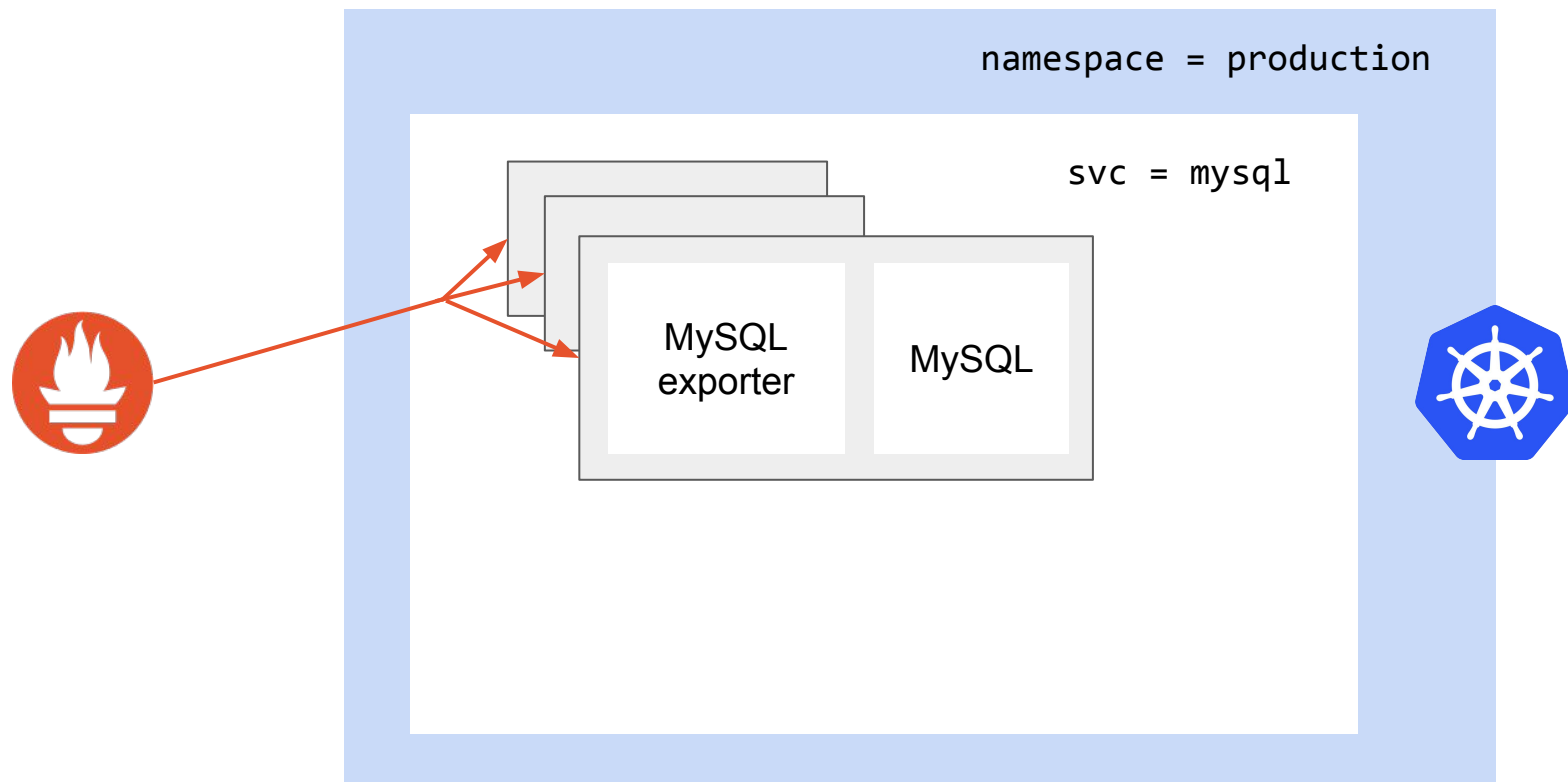 namespace = production
svc = mysql
MySQL
exporter
MySQL